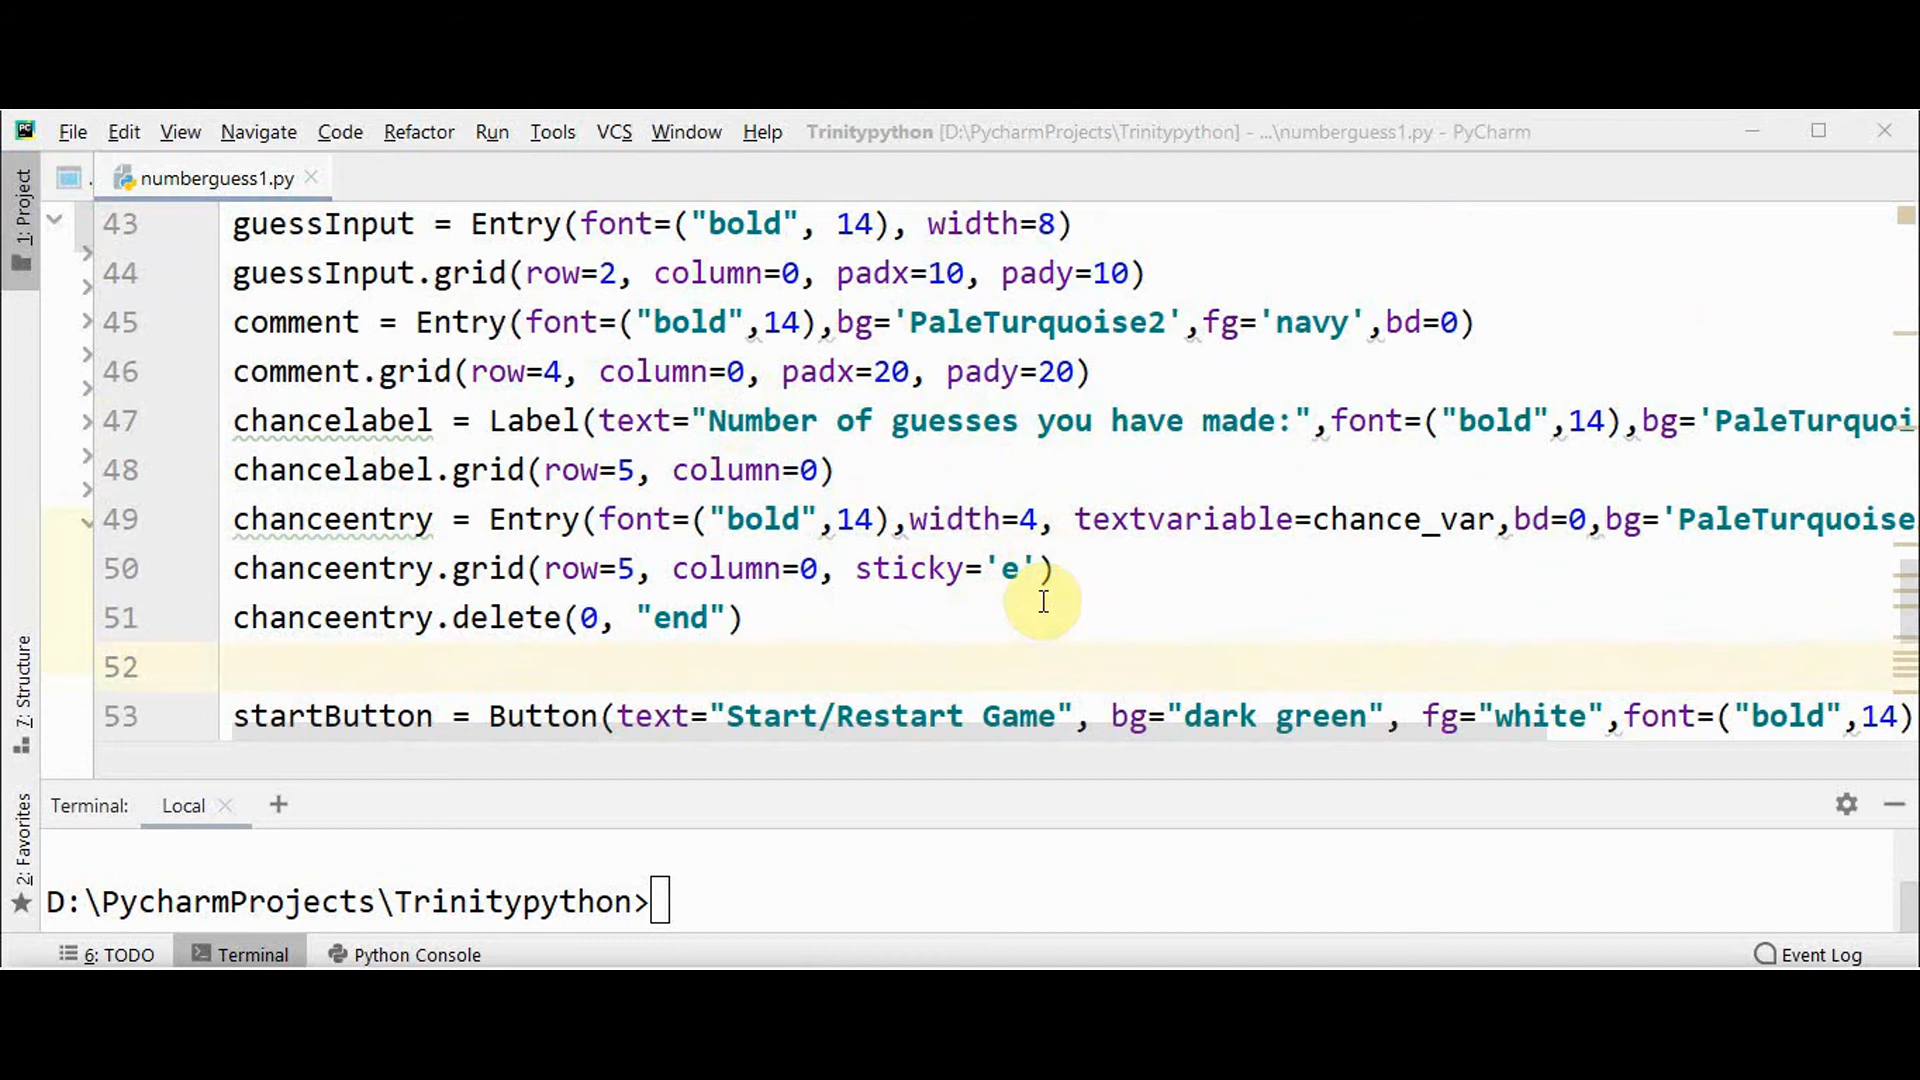 File Edit View Navigate Code Refactor Run Tools VCS Window Help Trinitypython [D:\PycharmProjects\Trinitypython] - ...\numberguess1.py - PyCharm
1: Project
numberguess1.py
43 guessInput = Entry(font=("bold", 14), width=8)
44 guessInput.grid(row=2, column=0, padx=10, pady=10)
45 comment = Entry(font=("bold",14),bg='PaleTurquoise2',fg='navy',bd=0)
46 comment.grid(row=4, column=0, padx=20, pady=20)
47 chancelabel = Label(text="Number of guesses you have made:",font=("bold",14),bg='PaleTurquoi
48 chancelabel.grid(row=5, column=0)
49 chanceentry = Entry(font=("bold",14),width=4, textvariable=chance_var,bd=0,bg='PaleTurquoise
50 chanceentry.grid(row=5, column=0, sticky='e')
51 chanceentry.delete(0, "end")
52
53 startButton = Button(text="Start/Restart Game", bg="dark green", fg="white",font=("bold",14)
7: Structure
2: Favorites
Terminal: Local
D:\PycharmProjects\Trinitypython>
6: TODO Terminal Python Console Event Log